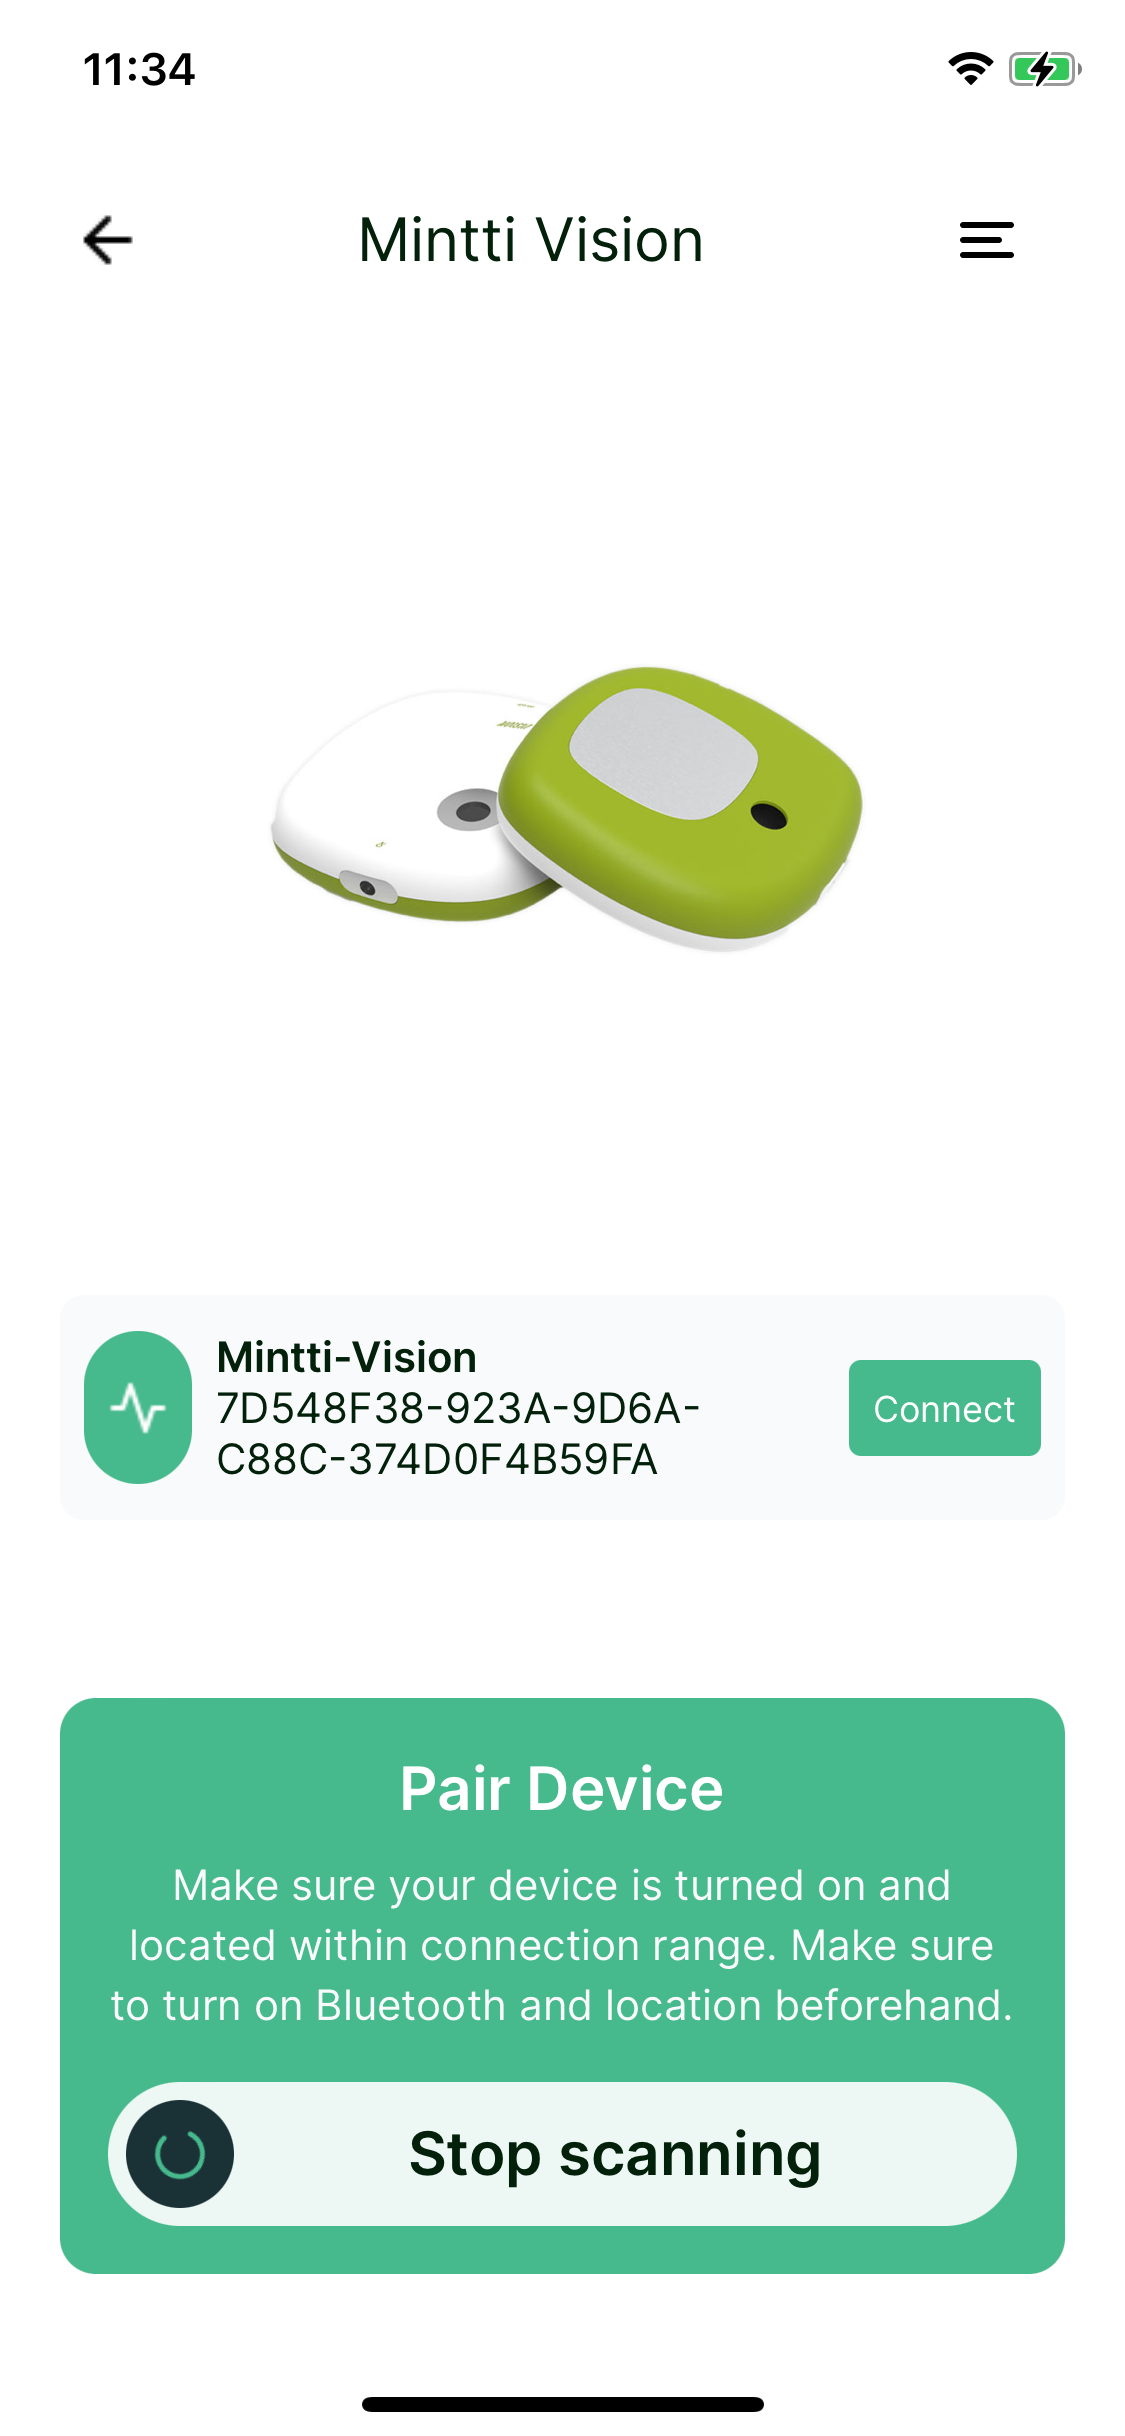 11:34
Mintti Vision
Mintti-Vision
7D548F38-923A-9D6A-
C88C-374D0F4B59FA
Connect
Pair Device
Make sure your device is turned on and
located within connection range. Make sure
to turn on Bluetooth and location beforehand.
Stop scanning